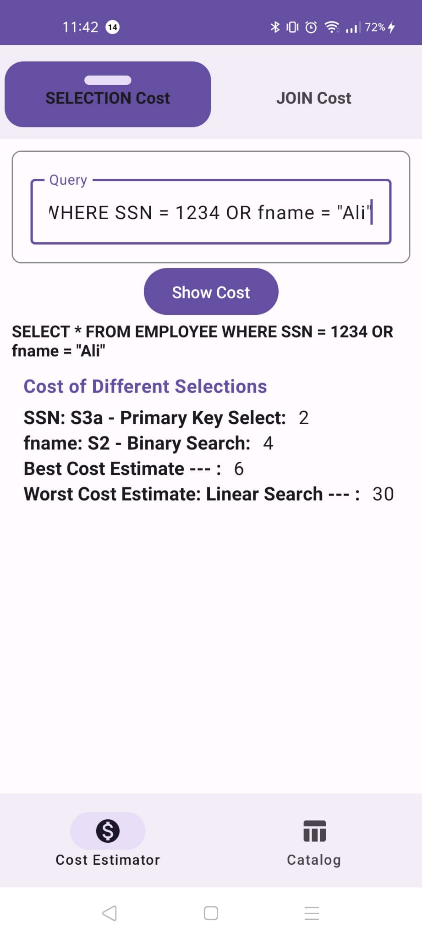 11:42 14 72%
SELECTION Cost JOIN Cost
Query
WHERE SSN = 1234 OR fname = "Ali"
Show Cost
SELECT * FROM EMPLOYEE WHERE SSN = 1234 OR
fname = "Ali"
Cost of Different Selections
SSN: S3a - Primary Key Select: 2
fname: S2 - Binary Search: 4
Best Cost Estimate --- : 6
Worst Cost Estimate: Linear Search --- : 30
Cost Estimator Catalog